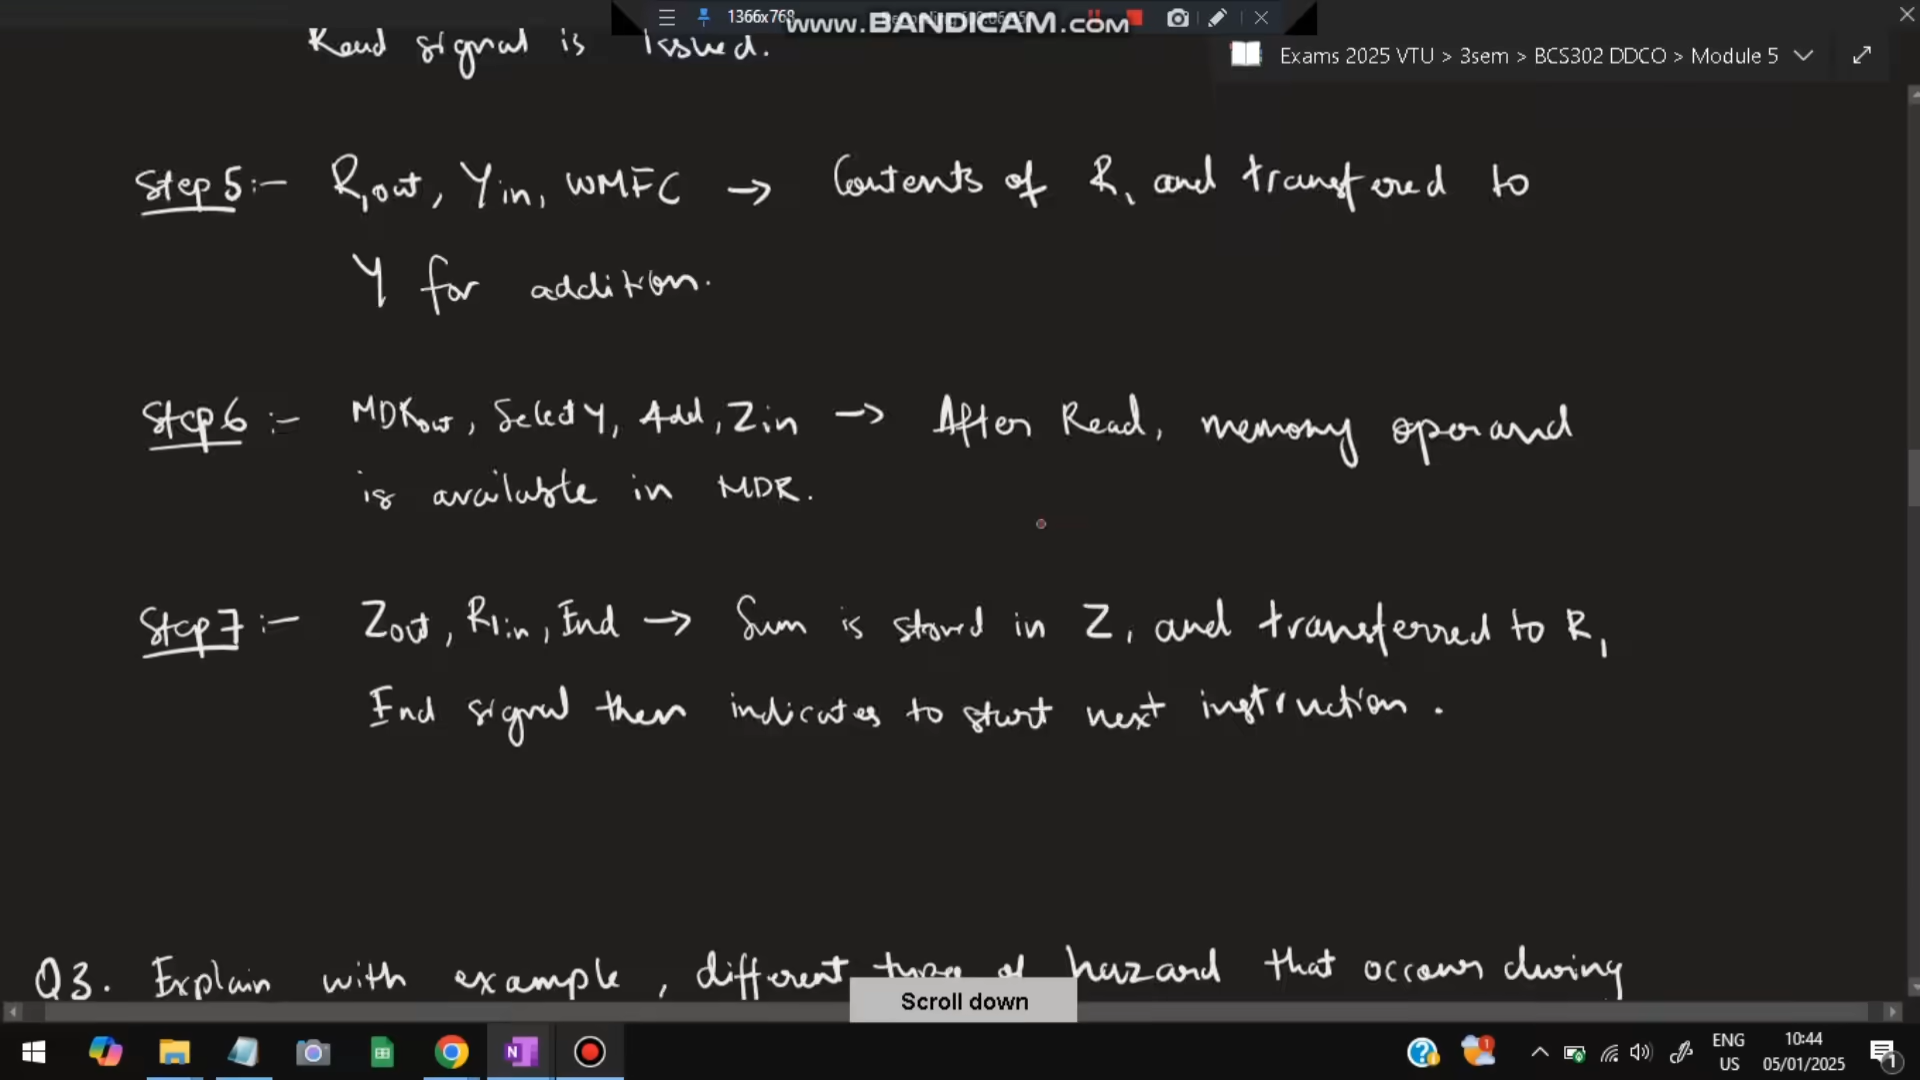 1366x768
www.BANDICAM.com
Read signal is issued.
Exams 2025 VTU > 3sem > BCS302 DDCO > Module 5
Step 5:- R1out, Yin, WMFC → Contents of R1 and transfered to
Y for addition.
Step 6 :- MDRout, Select Y, Add, Zin → After Read, memory operand
is available in MDR.
Step 7 :- Zout, R1in, End → Sum is stored in Z, and transferred to R1
End signal then indicates to start next instruction.
Q3. Explain with example, different types of hazard that occurs during
Scroll down
ENG
US
10:44
05/01/2025
1
1